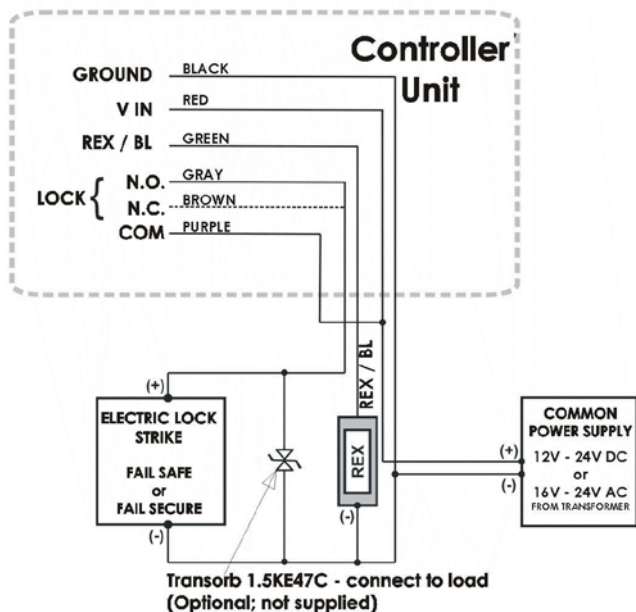 Controller
Unit
GROUND
BLACK
V IN
RED
REX / BL
GREEN
LOCK {
N.O.
GRAY
N.C.
BROWN
COM
PURPLE
REX / BL
(+)
ELECTRIC LOCK
STRIKE
FAIL SAFE
or
FAIL SECURE
(-)
REX
(-)
COMMON
POWER SUPPLY
(+)
12V - 24V DC
or
(-)
16V - 24V AC
FROM TRANSFORMER
Transorb 1.5KE47C - connect to load
(Optional; not supplied)